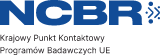 NCBR
Krajowy Punkt Kontaktowy
Programów Badawczych UE